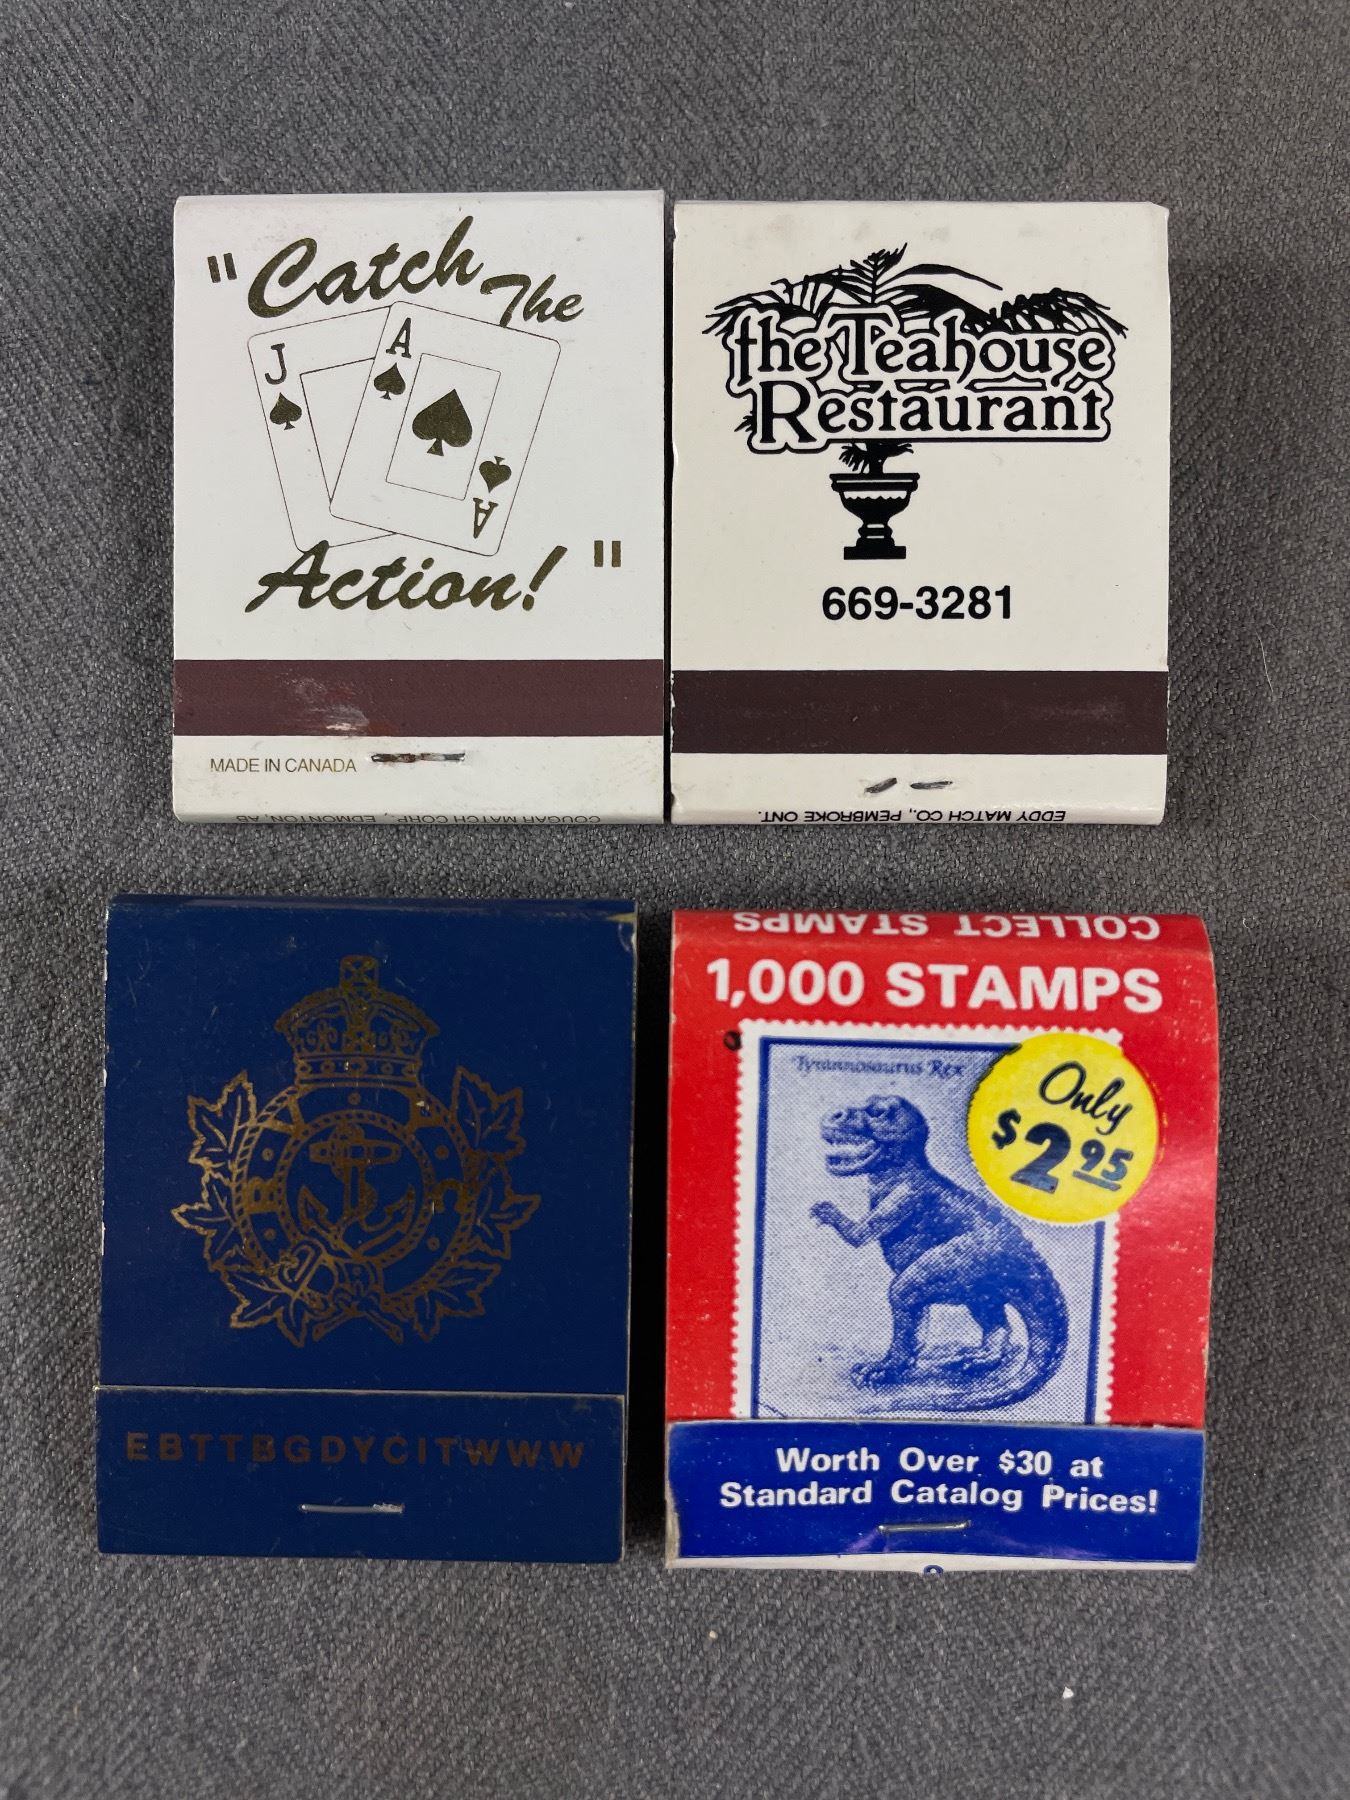 "Catch The
J
A
A
Action!"
MADE IN CANADA
COUGAR MATCH CORP., EDMONTON, AB
the Teahouse
Restaurant
669-3281
EDDY MATCH CO., PEMBROKE ONT.
EBTTBGDYCITWWW
COLLECT STAMPS
1,000 STAMPS
Tyrannosaurus Rex
Only
$2.95
Worth Over $30 at
Standard Catalog Prices!